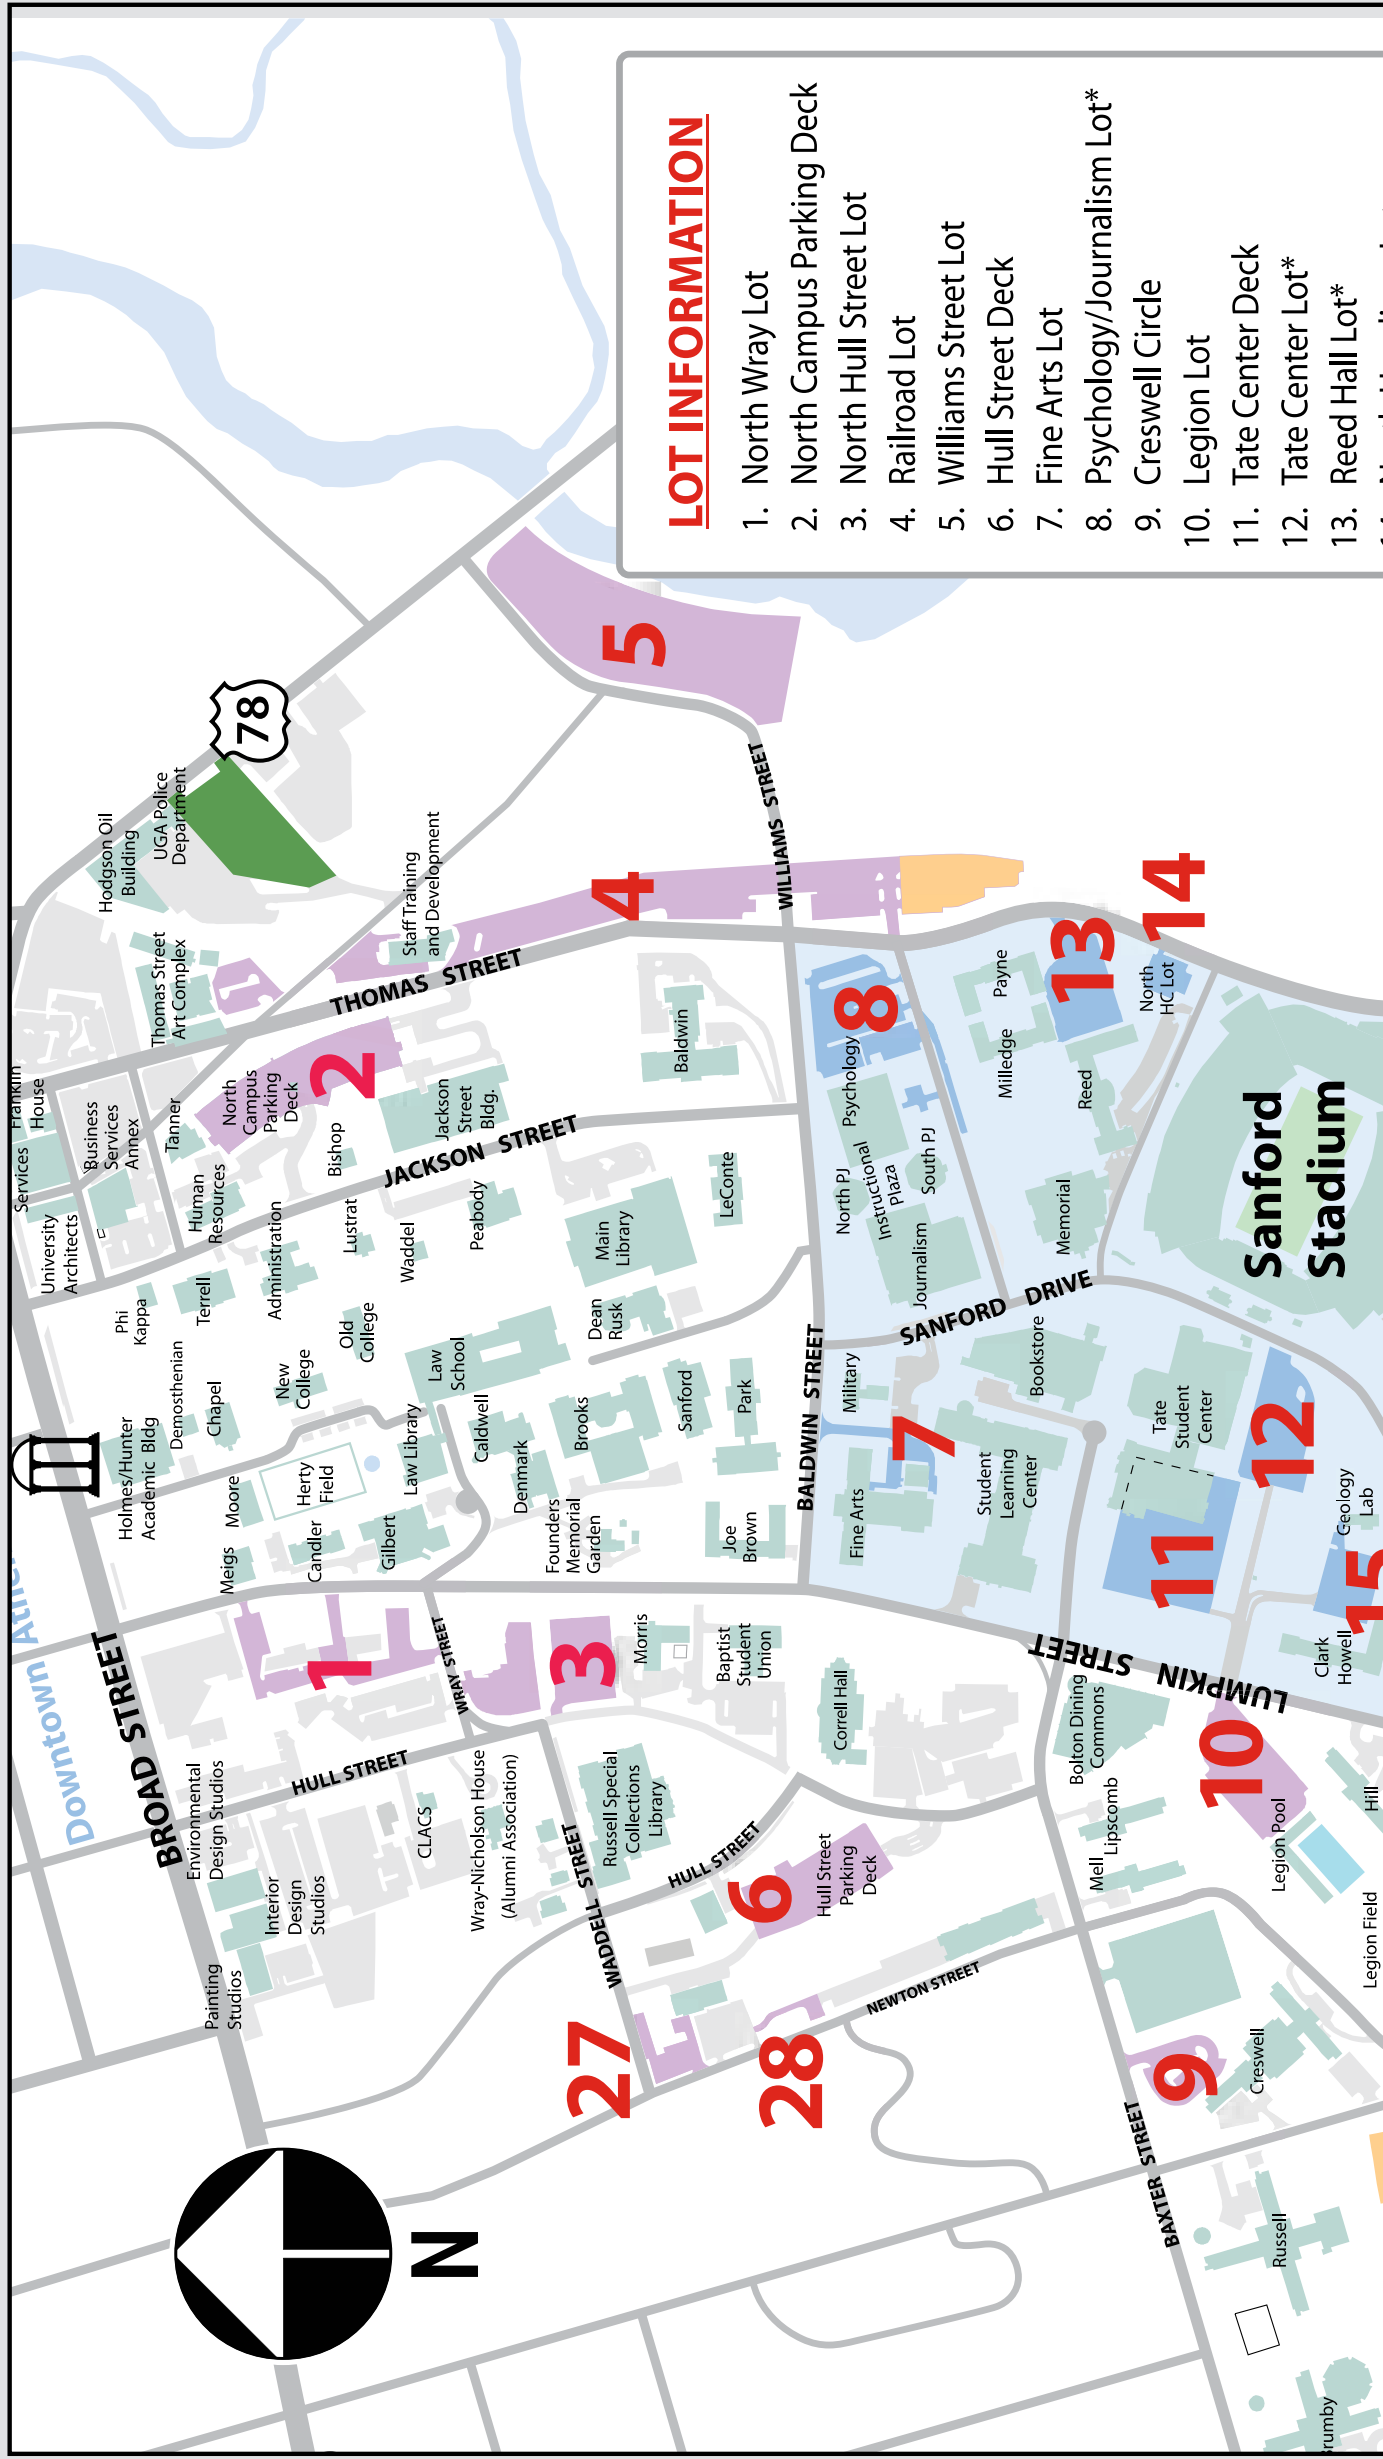 LOT INFORMATION
1. North Wray Lot
2. North Campus Parking Deck
3. North Hull Street Lot
4. Railroad Lot
5. Williams Street Lot
6. Hull Street Deck
7. Fine Arts Lot
8. Psychology/Journalism Lot*
9. Creswell Circle
10. Legion Lot
11. Tate Center Deck
12. Tate Center Lot*
13. Reed Hall Lot*
78
5
Hodgson Oil
Building
UGA Police
Department
Staff Training
and Development
4
WILLIAMS STREET
14
13
Thomas Street
Art Complex
THOMAS STREET
Payne
North
HC Lot
8
Franklin
House
Services
Business
Services
Annex
Tanner
North
Campus
Parking
Deck
2
Jackson
Street
Bldg.
Baldwin
Psychology
Milledge
Reed
University
Architects
Human
Resources
Bishop
JACKSON STREET
Administration
Lustrat
Waddel
Peabody
Main
Library
LeConte
North PJ
Instructional
Plaza
South PJ
Journalism
Memorial
Sanford
Stadium
Phi
Kappa
Terrell
Old
College
Law
School
Dean
Rusk
SANFORD DRIVE
Demosthenian
Chapel
New
College
Caldwell
Brooks
Sanford
Park
BALDWIN STREET
Military
Bookstore
Tate
Student
Center
12
7
Holmes/Hunter
Academic Bldg
Moore
Herty
Field
Law Library
Denmark
Student
Learning
Center
Geology
Lab
Meigs
Candler
Gilbert
Founders
Memorial
Garden
Joe
Brown
Fine Arts
11
15
Downtown
BROAD STREET
1
WRAY STREET
3
Morris
Baptist
Student
Union
LUMPKIN STREET
Clark
Howell
Correll Hall
Bolton Dining
Commons
10
HULL STREET
Environmental
Design Studios
CLACS
Wray-Nicholson House
(Alumni Association)
Russell Special
Collections
Library
Lipscomb
Mell
Legion Pool
Hill
WADDELL STREET
HULL STREET
6
Hull Street
Parking
Deck
Interior
Design
Studios
Painting
Studios
NEWTON STREET
Legion Field
27
28
9
Creswell
BAXTER STREET
Russell
N